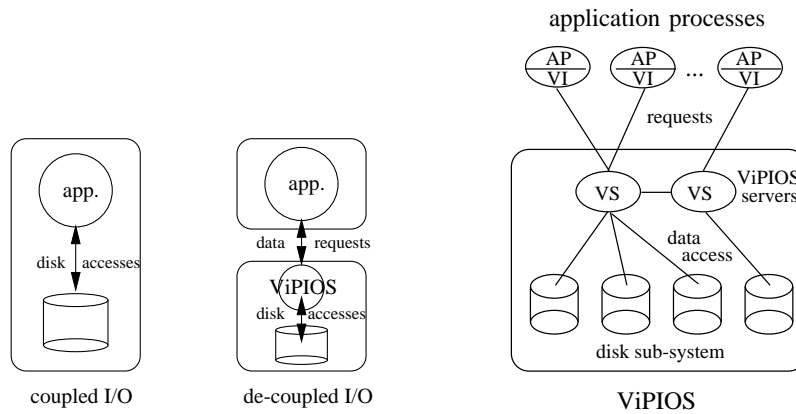 app.
disk accesses
coupled I/O
app.
data requests
ViPIOS
disk accesses
de-coupled I/O
application processes
AP AP AP
VI VI ... VI
requests
VS VS ViPIOS
servers
data
access
disk sub-system
ViPIOS